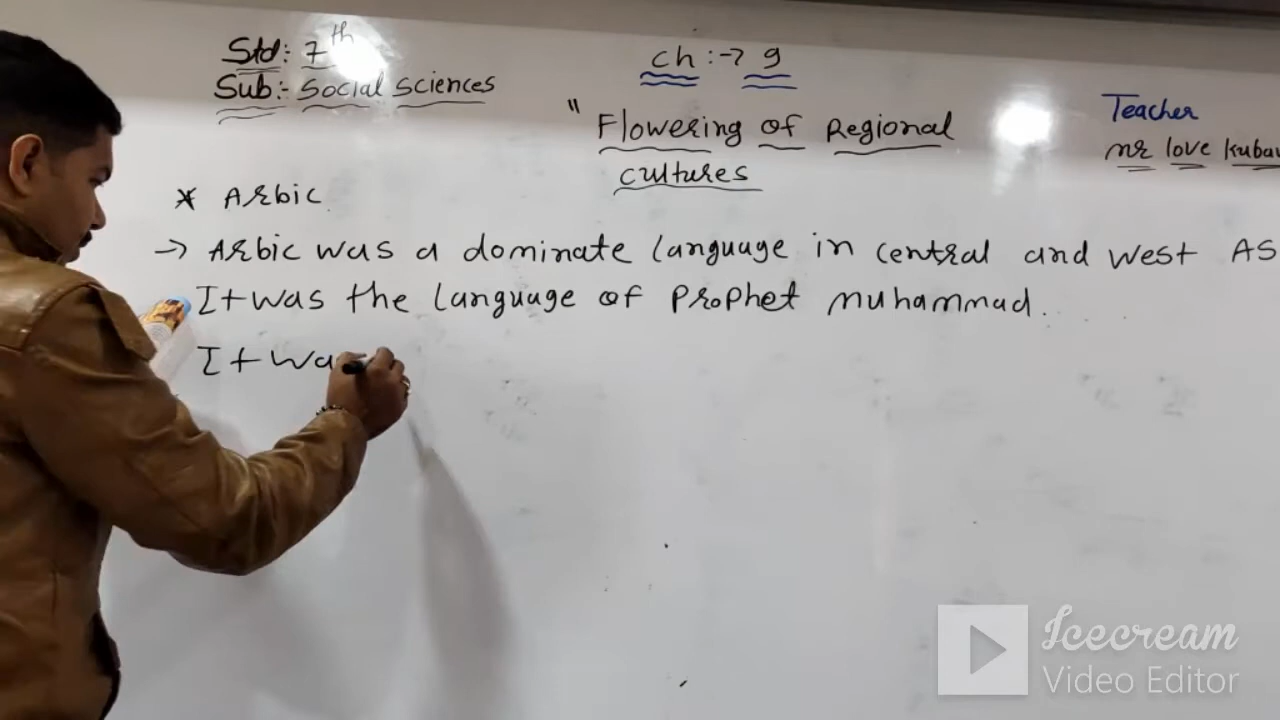 Std: 7th
Sub:- Social Sciences
ch :→ 9
" Flowering of Regional
cultures
Teacher
mr love
* Arbic
→ Arbic was a dominate language in central and west AS
It was the language of Prophet muhammad.
It wa
Icecream
Video Editor